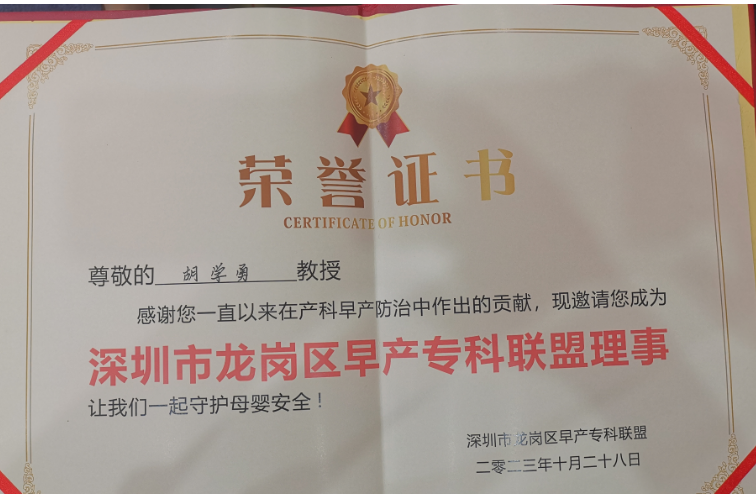 荣誉证书
CERTIFICATE OF HONOR
尊敬的 胡学勇 教授
感谢您一直以来在产科早产防治中作出的贡献，现邀请您成为
深圳市龙岗区早产专科联盟理事
让我们一起守护母婴安全！
深圳市龙岗区早产专科联盟
二零二三年十月二十八日